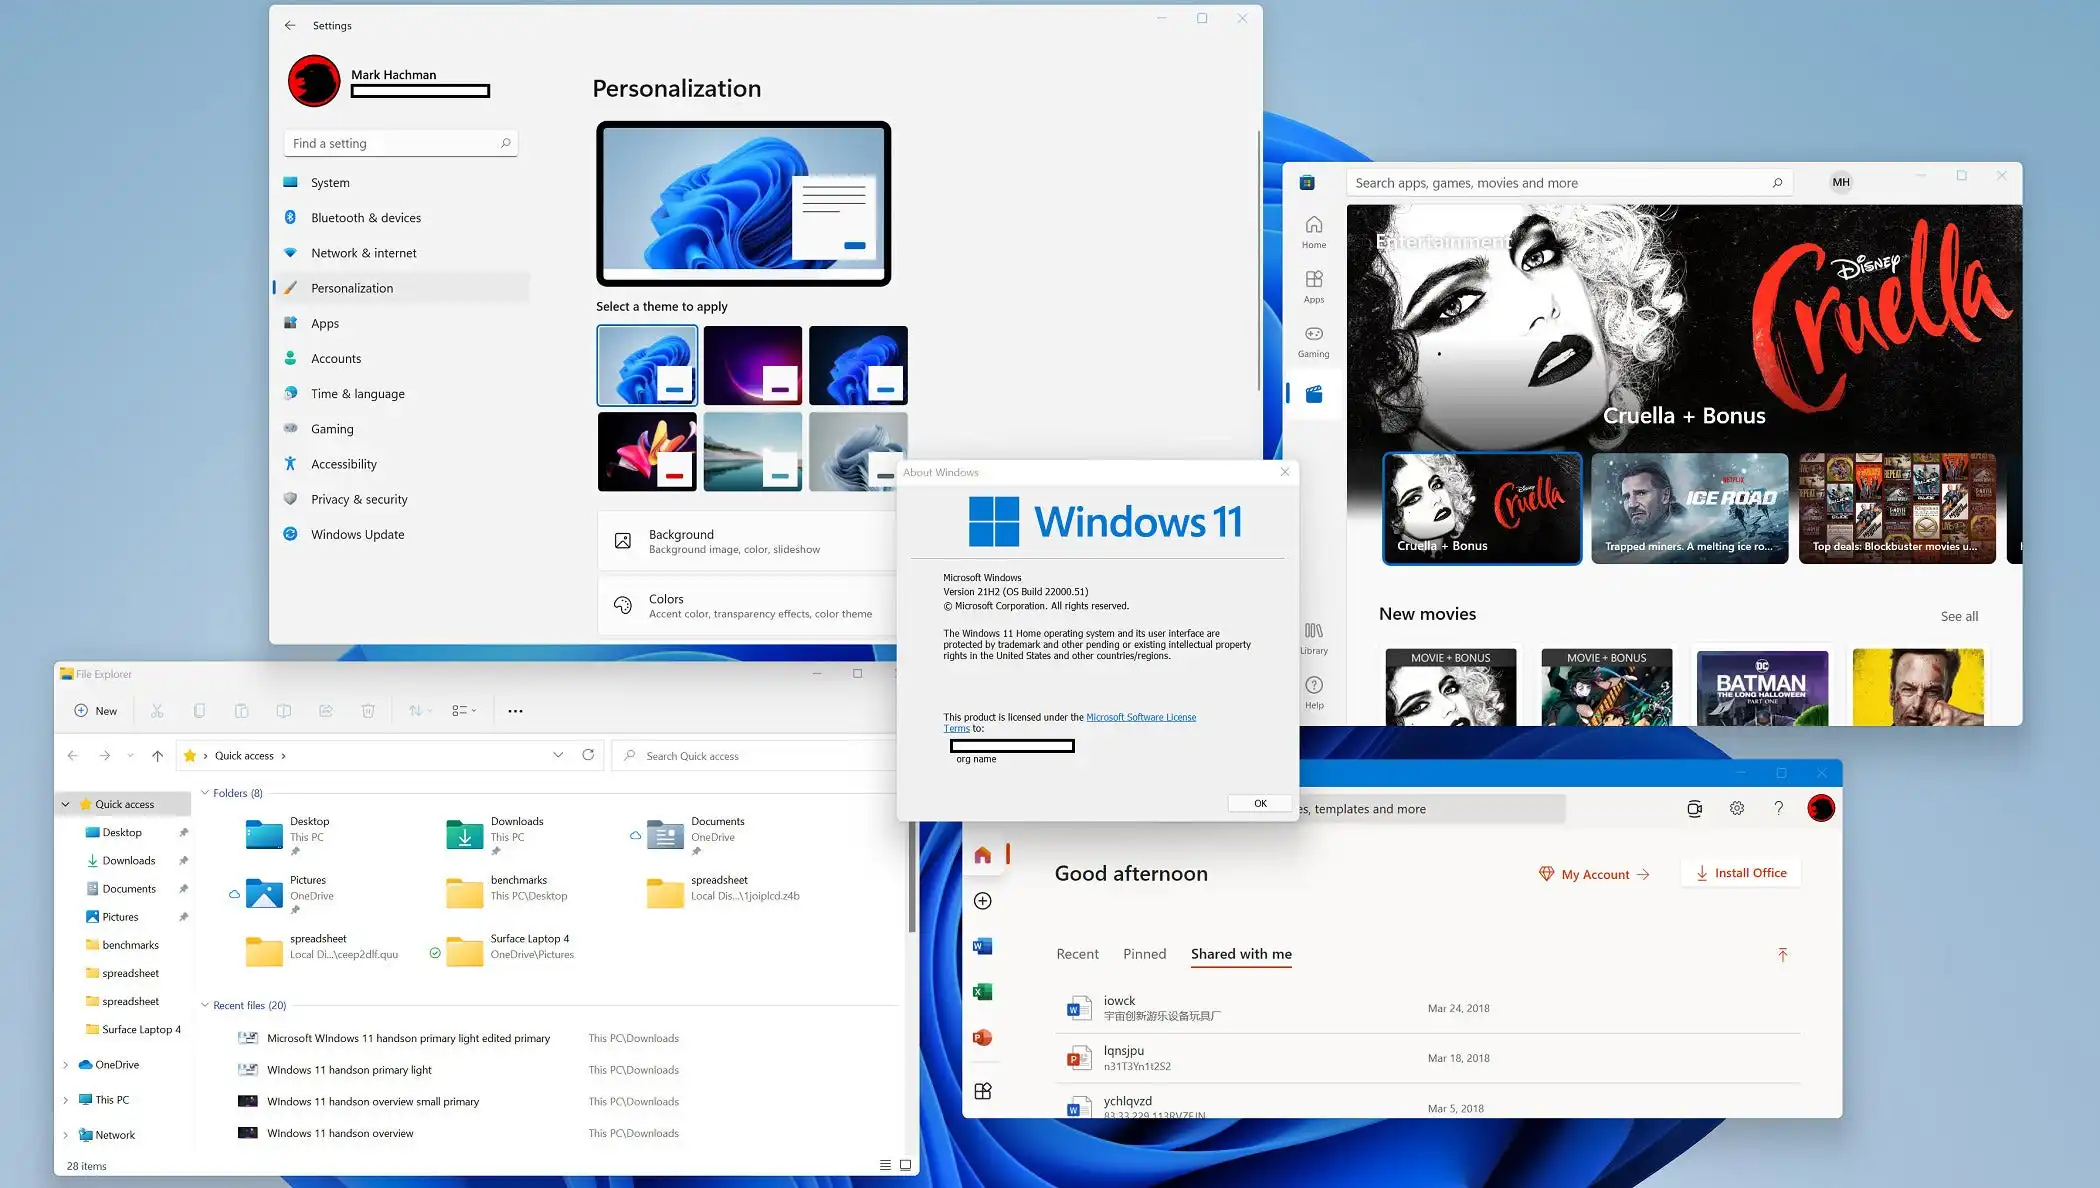 Settings
Mark Hachman
Find a setting
System
Bluetooth & devices
Network & internet
Personalization
Apps
Accounts
Time & language
Gaming
Accessibility
Privacy & security
Windows Update
Personalization
Select a theme to apply
Background
Background image, color, slideshow
Colors
Accent color, transparency effects, color theme
Search apps, games, movies and more
MH
Home
Apps
Gaming
Library
Help
Entertainment
Disney
Cruella
Cruella + Bonus
Disney
Cruella
Cruella + Bonus
NETFLIX
ICE ROAD
Trapped miners. A melting ice ro...
Top deals: Blockbuster movies u...
New movies
See all
MOVIE + BONUS
MOVIE + BONUS
DC
BATMAN
THE LONG HALLOWEEN
PART ONE
About Windows
Windows 11
Microsoft Windows
Version 21H2 (OS Build 22000.51)
© Microsoft Corporation. All rights reserved.
The Windows 11 Home operating system and its user interface are
protected by trademark and other pending or existing intellectual property
rights in the United States and other countries/regions.
This product is licensed under the Microsoft Software License
Terms to:
org name
OK
File Explorer
New
Quick access
Search Quick access
Quick access
Desktop
Downloads
Documents
Pictures
benchmarks
spreadsheet
spreadsheet
Surface Laptop 4
OneDrive
This PC
Network
28 items
Folders (8)
Desktop
This PC
Downloads
This PC
Documents
OneDrive
Pictures
OneDrive
benchmarks
This PC\Desktop
spreadsheet
Local Dis...\1joiplcd.z4b
spreadsheet
Local Di...\ceep2dlf.quu
Surface Laptop 4
OneDrive\Pictures
Recent files (20)
Microsoft WIndows 11 handson primary light edited primary This PC\Downloads
WIndows 11 handson primary light This PC\Downloads
WIndows 11 handson overview small primary This PC\Downloads
WIndows 11 handson overview This PC\Downloads
templates and more
Good afternoon
My Account
Install Office
Recent Pinned Shared with me
iowck
宇宙创新游乐设备玩具厂
Mar 24, 2018
lqnsjpu
n31T3Yn1t2S2
Mar 18, 2018
ychlqvzd
Mar 5, 2018